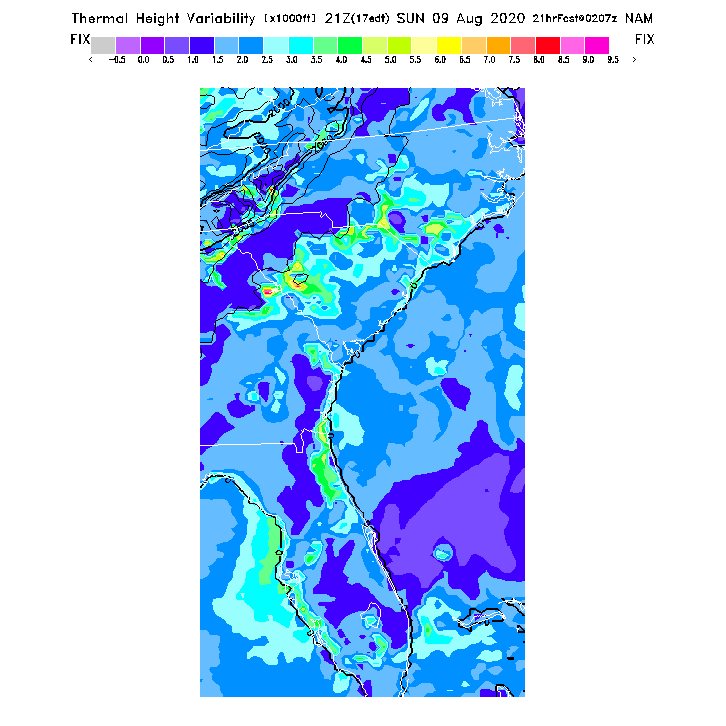 Thermal Height Variability [x1000ft] 21Z(17edt) SUN 09 Aug 2020 21hrFcst@0207z NAM
FIX FIX
< -0.5 0.0 0.5 1.0 1.5 2.0 2.5 3.0 3.5 4.0 4.5 5.0 5.5 6.0 6.5 7.0 7.5 8.0 8.5 9.0 9.5 >
2000